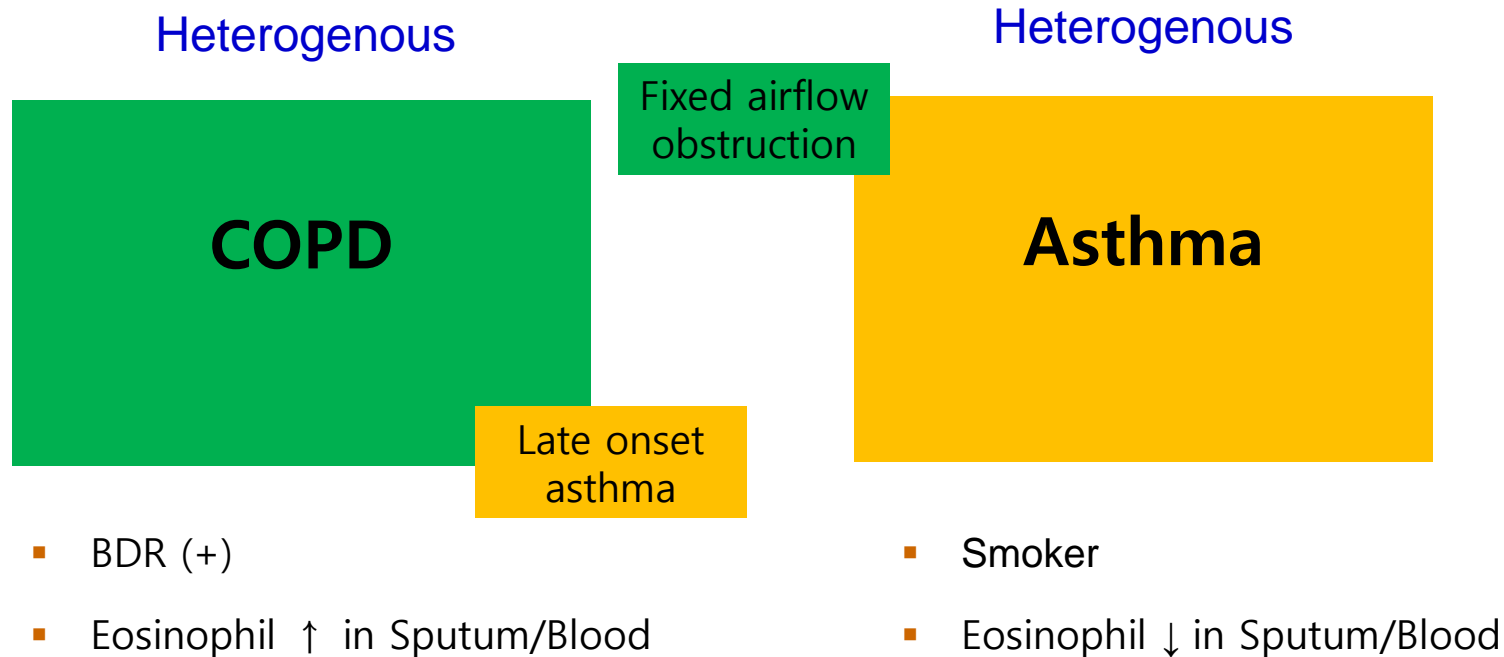 Heterogenous
Heterogenous
Fixed airflow
obstruction
COPD
Asthma
Late onset
asthma
▪ BDR (+)
▪ Eosinophil ↑ in Sputum/Blood
▪ Smoker
▪ Eosinophil ↓ in Sputum/Blood